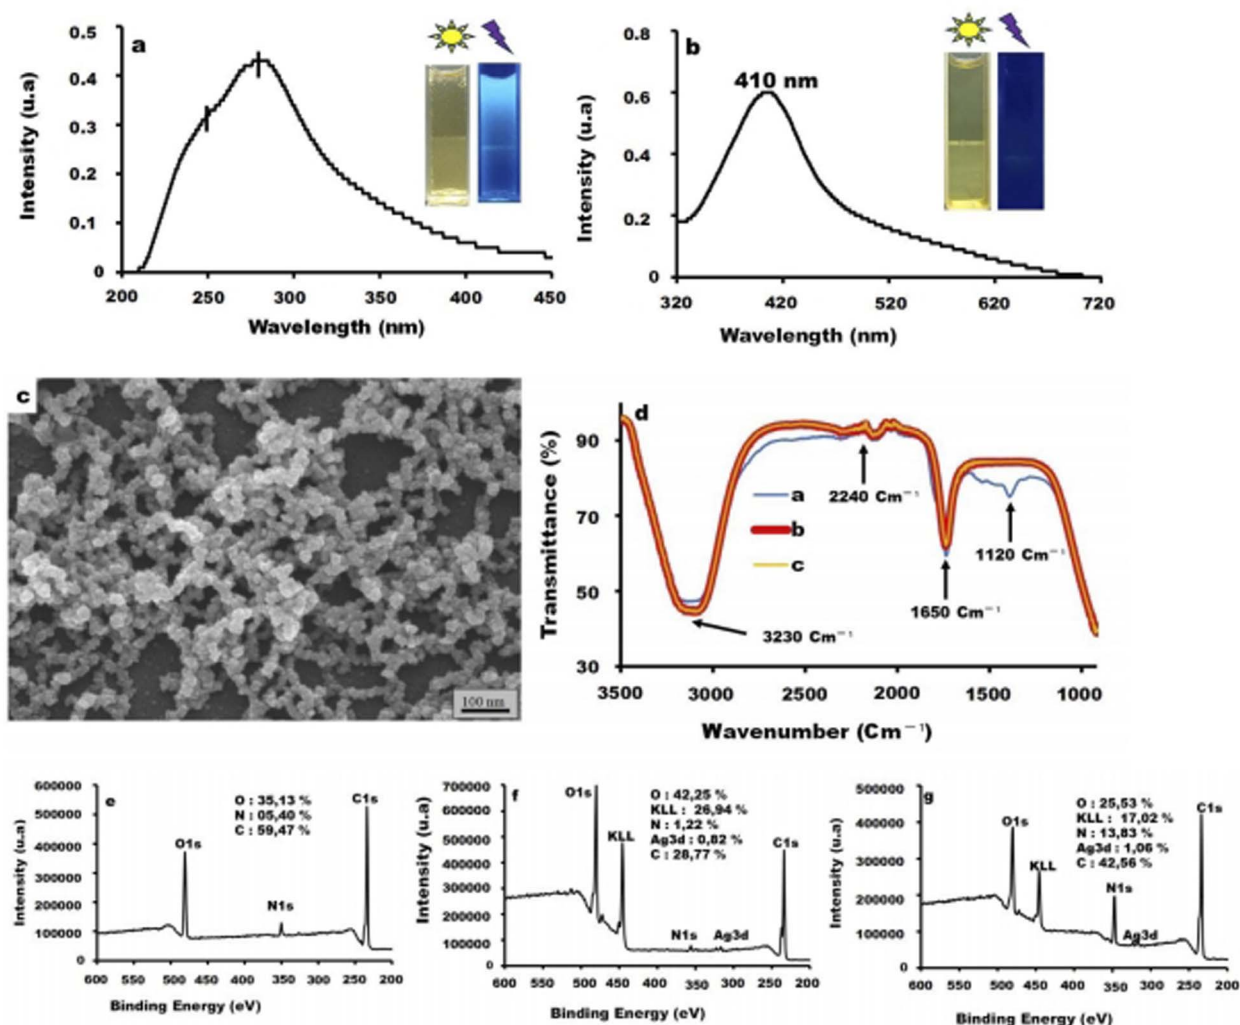 a
0.5
0.4
0.3
0.2
0.1
0
200
250
300
350
400
450
Intensity (u.a)
Wavelength (nm)
b
410 nm
0.8
0.6
0.4
0.2
0
320
420
520
620
720
Intensity (u.a)
Wavelength (nm)
c
100 nm
d
90
70
50
30
3500
3000
2500
2000
1500
1000
Transmittance (%)
Wavenumber (Cm⁻¹)
a
b
c
2240 Cm⁻¹
1120 Cm⁻¹
1650 Cm⁻¹
3230 Cm⁻¹
e
600000
500000
400000
300000
200000
100000
0
600
550
500
450
400
350
300
250
200
Intensity (u.a)
Binding Energy (eV)
O : 35,13 %
N : 05,40 %
C : 59,47 %
O1s
N1s
C1s
f
700000
600000
500000
400000
300000
200000
100000
0
600
550
500
450
400
350
300
250
200
Intensity (u.a)
Binding Energy (eV)
O : 42,25 %
KLL : 26,94 %
N : 1,22 %
Ag3d : 0,82 %
C : 28,77 %
O1s
KLL
N1s
Ag3d
C1s
g
500000
400000
300000
200000
100000
0
600
550
500
450
400
350
300
250
200
Intensity (u.a)
Binding Energy (eV)
O : 25,53 %
KLL : 17,02 %
N : 13,83 %
Ag3d : 1,06 %
C : 42,56 %
O1s
KLL
N1s
Ag3d
C1s